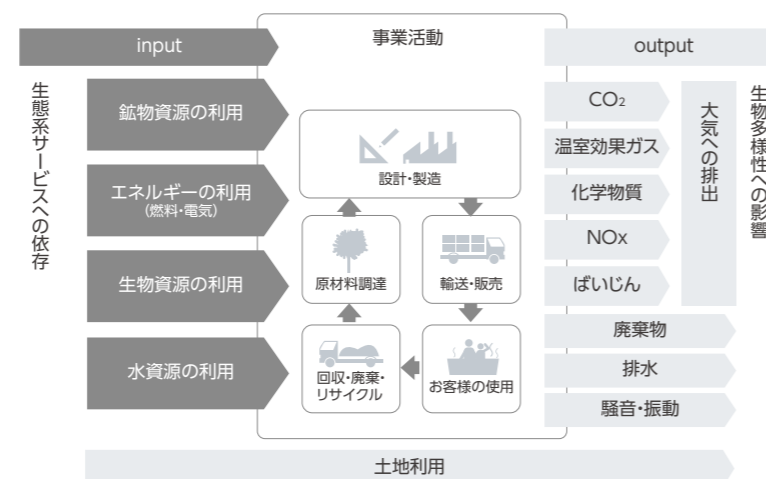 input
事業活動
output
生態系サービスへの依存
鉱物資源の利用
エネルギーの利用
(燃料・電気)
生物資源の利用
水資源の利用
設計・製造
原材料調達
輸送・販売
回収・廃棄・
リサイクル
お客様の使用
CO₂
温室効果ガス
化学物質
NOx
ばいじん
大気への排出
廃棄物
排水
騒音・振動
生物多様性への影響
土地利用